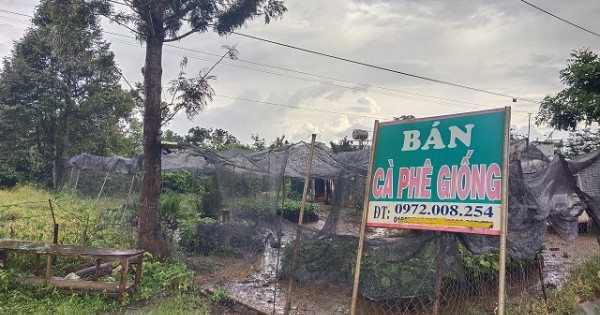 BÁN
CÀ PHÊ GIỐNG
ĐT: 0972.008.254